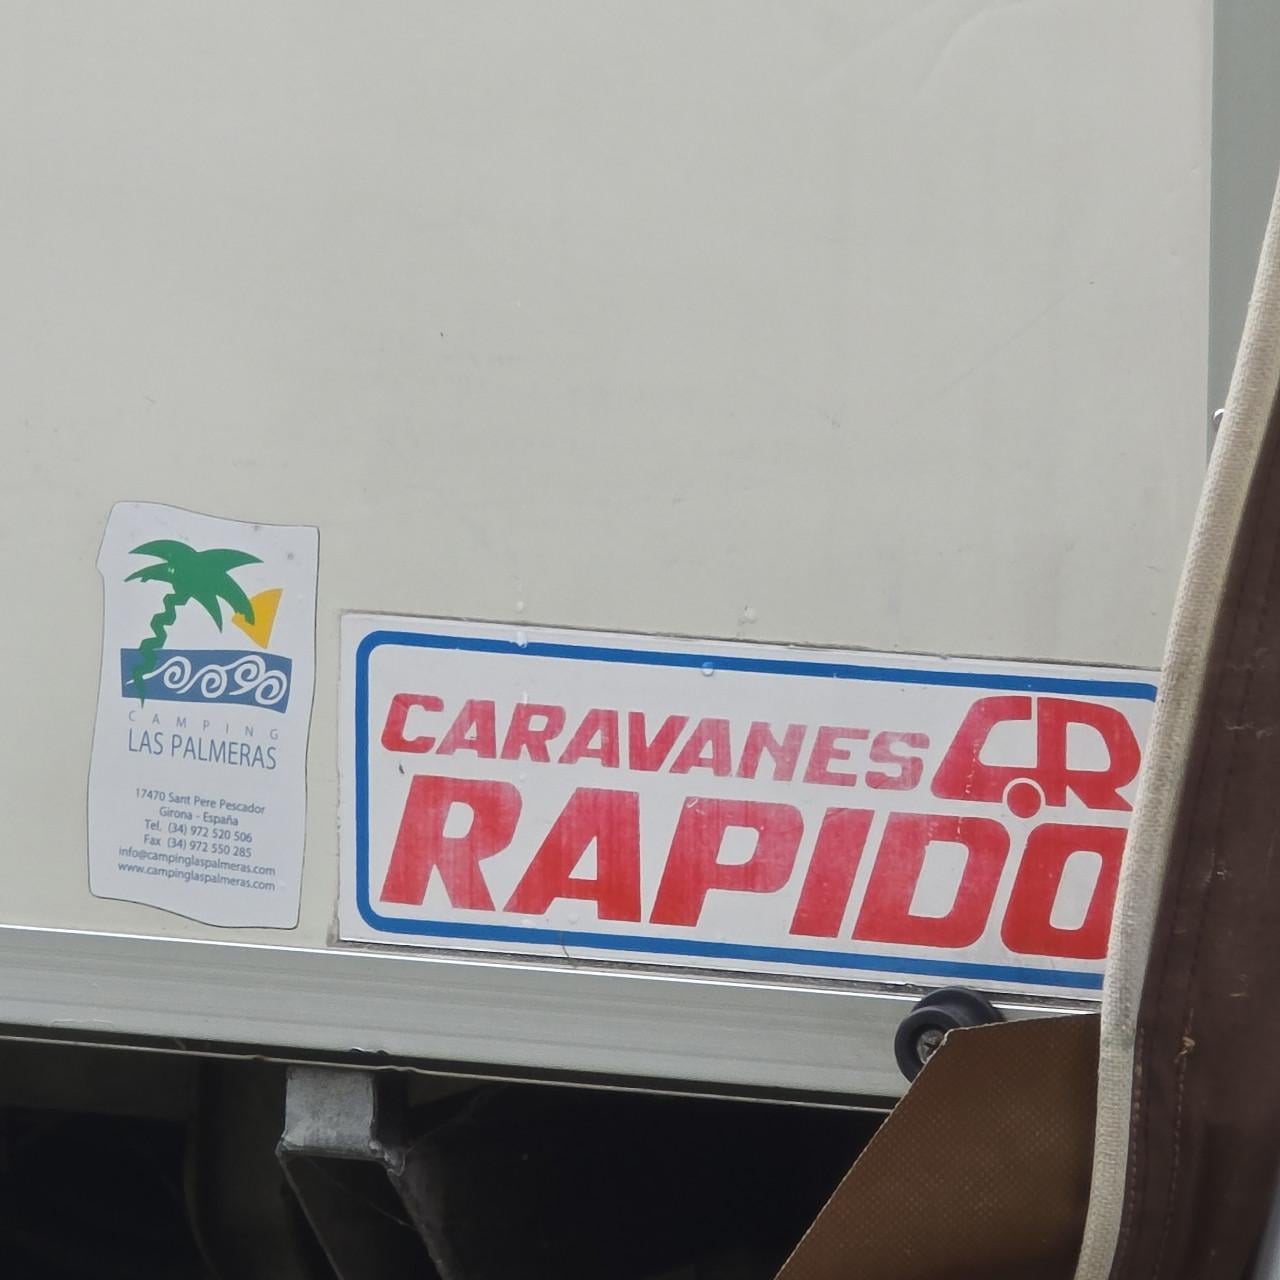 CAMPING
LAS PALMERAS
17470 Sant Pere Pescador
Girona - España
Tel. (34) 972 520 506
Fax (34) 972 550 285
info@campinglaspalmeras.com
www.campinglaspalmeras.com
CARAVANES CR
RAPIDO